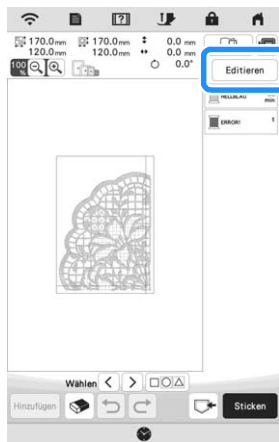 170.0mm 170.0mm 0.0 mm
120.0mm 120.0mm 0.0 mm
100 % 0.0°
Editieren
HELLBLAU
ERROR! 1
Wählen
Hinzufügen Sticken